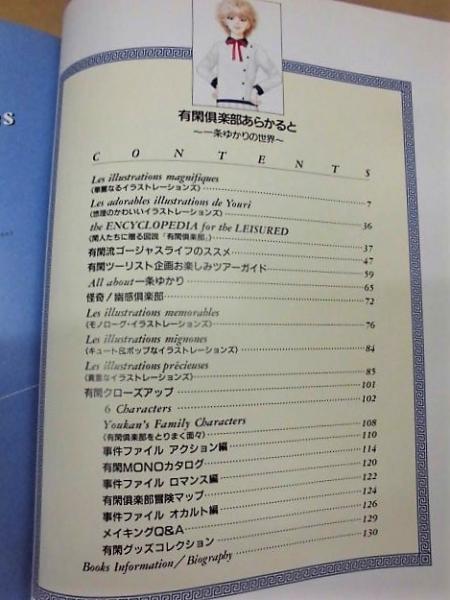 s
有閑倶楽部あらかると
～一条ゆかりの世界～
CONTENTS
Les illustrations magnifiques
(華麗なるイラストレーションズ)……7
Les adorables illustrations de Youri
(悠理のかわいいイラストレーションズ)……36
the ENCYCLOPEDIA for the LEISURED
(閑人たちに贈る図説「有閑倶楽部」)……37
有閑流ゴージャスライフのススメ……47
有閑ツーリスト企画お楽しみツアーガイド……59
All about一条ゆかり……65
怪奇!幽感倶楽部……72
Les illustrations memorables
(モノローグ・イラストレーションズ)……76
Les illustrations mignones
(キュート&ポップなイラストレーションズ)……84
Les illustrations précieuses
(貴重なイラストレーションズ)……85
有閑クローズアップ……101
6 Characters……102
Youkan's Family Characters
(有閑倶楽部をとりまく面々)……108
事件ファイル アクション編……110
有閑MONOカタログ……114
事件ファイル ロマンス編……120
有閑倶楽部冒険マップ……122
事件ファイル オカルト編……124
メイキングQ&A……126
有閑グッズコレクション……129
Books Information/Biography……130